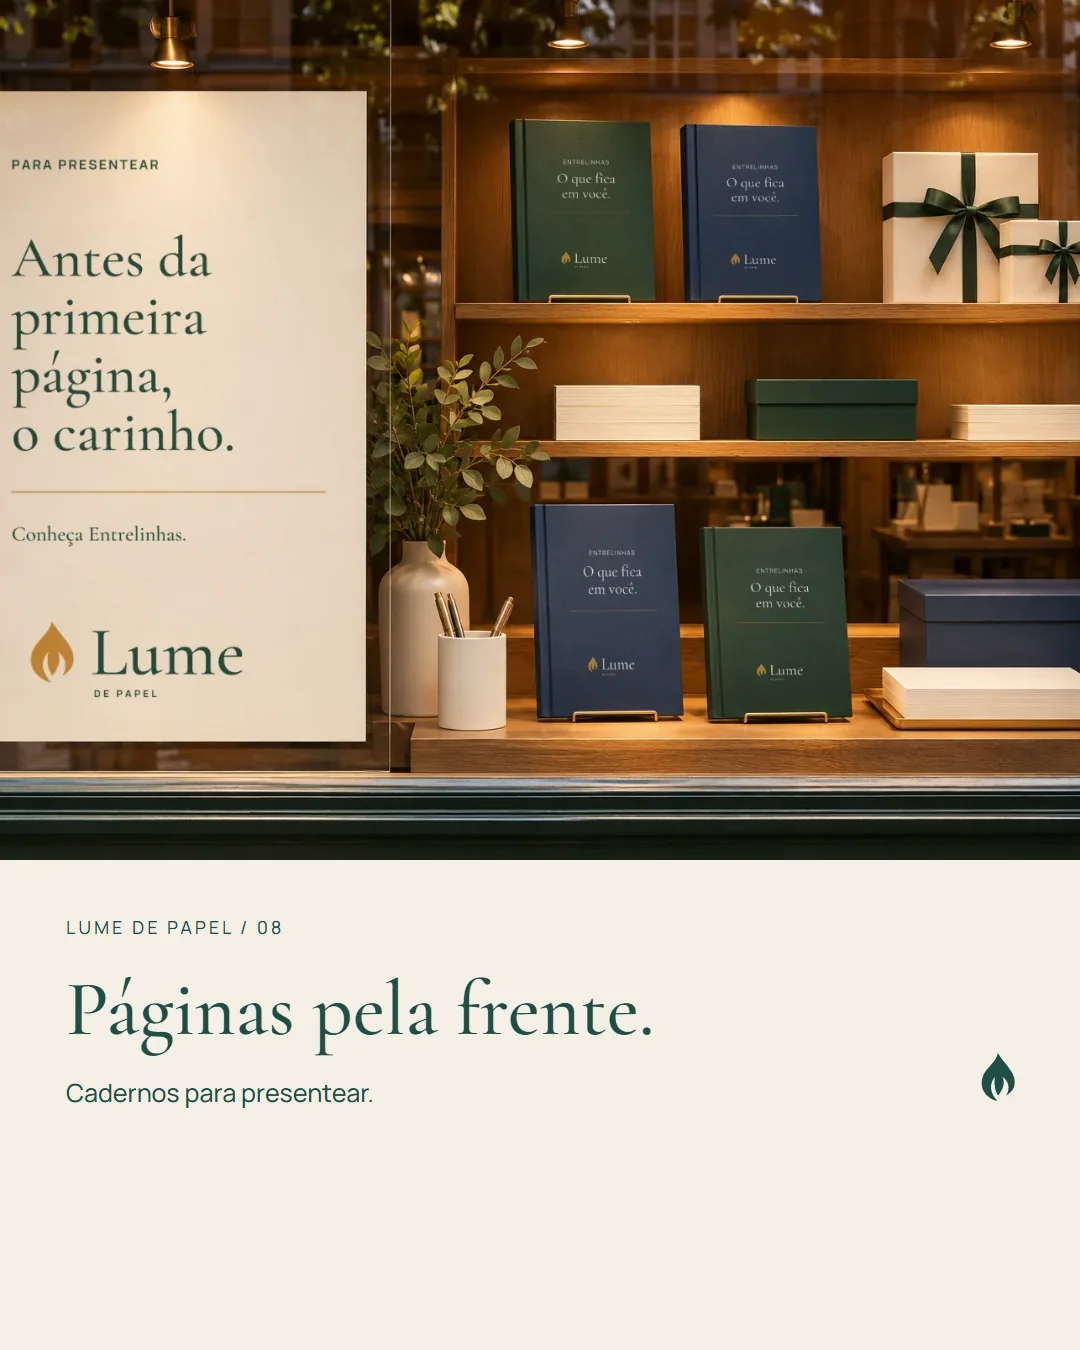 PARA PRESENTEAR
Antes da
primeira
página,
o carinho.
Conheça Entrelinhas.
Lume
DE PAPEL
ENTRELINHAS
O que fica
em você.
Lume
ENTRELINHAS
O que fica
em você.
Lume
ENTRELINHAS
O que fica
em você.
Lume
ENTRELINHAS
O que fica
em você.
Lume
LUME DE PAPEL / 08
Páginas pela frente.
Cadernos para presentear.